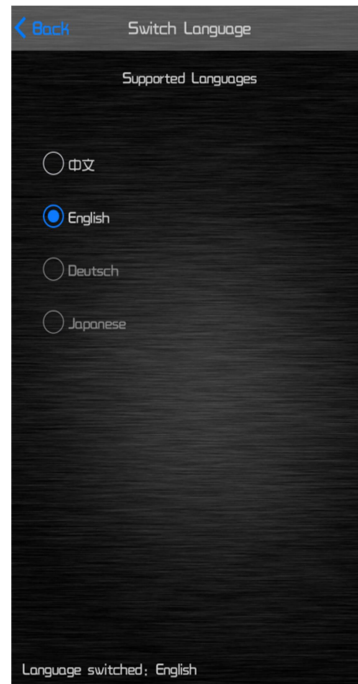 Back Switch Language
Supported Languages
中文
English
Deutsch
Japanese
Language switched: English